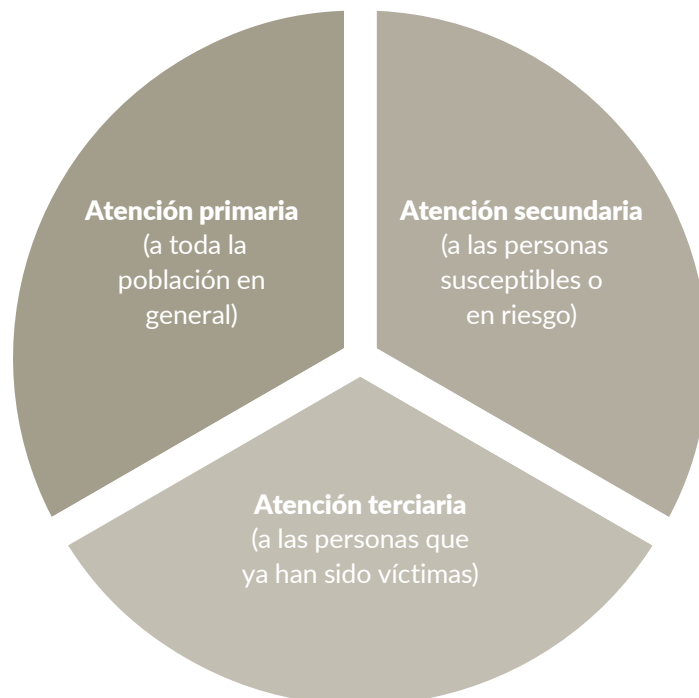 Atención primaria
(a toda la
población en
general)
Atención secundaria
(a las personas
susceptibles o
en riesgo)
Atención terciaria
(a las personas que
ya han sido víctimas)